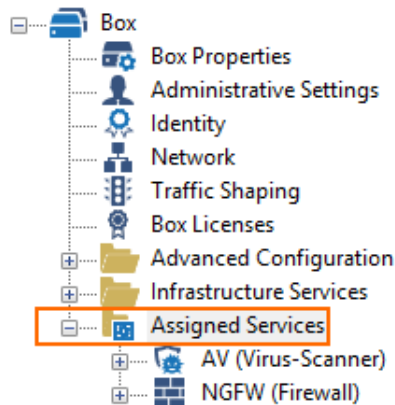 Box
Box Properties
Administrative Settings
Identity
Network
Traffic Shaping
Box Licenses
Advanced Configuration
Infrastructure Services
Assigned Services
AV (Virus-Scanner)
NGFW (Firewall)